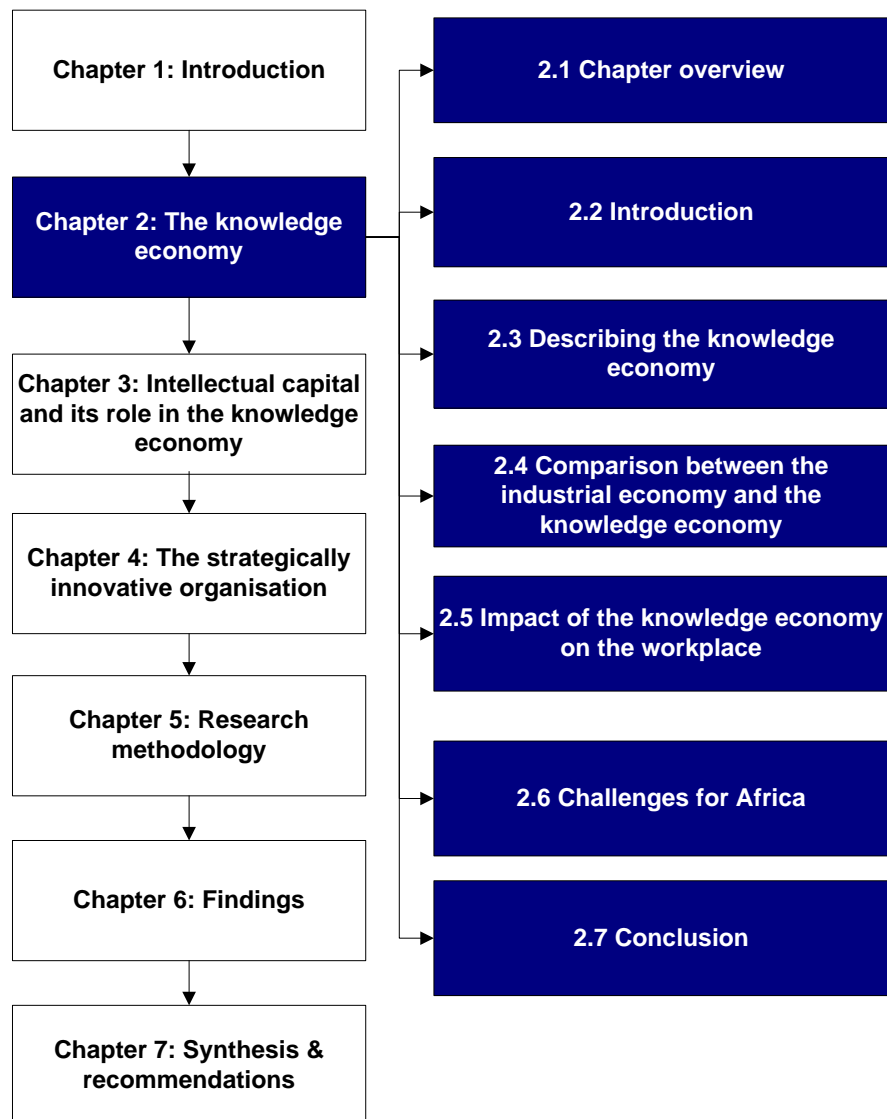 Chapter 1: Introduction
Chapter 2: The knowledge
economy
Chapter 3: Intellectual capital
and its role in the knowledge
economy
Chapter 4: The strategically
innovative organisation
Chapter 5: Research
methodology
Chapter 6: Findings
Chapter 7: Synthesis &
recommendations
2.1 Chapter overview
2.2 Introduction
2.3 Describing the knowledge
economy
2.4 Comparison between the
industrial economy and the
knowledge economy
2.5 Impact of the knowledge economy
on the workplace
2.6 Challenges for Africa
2.7 Conclusion